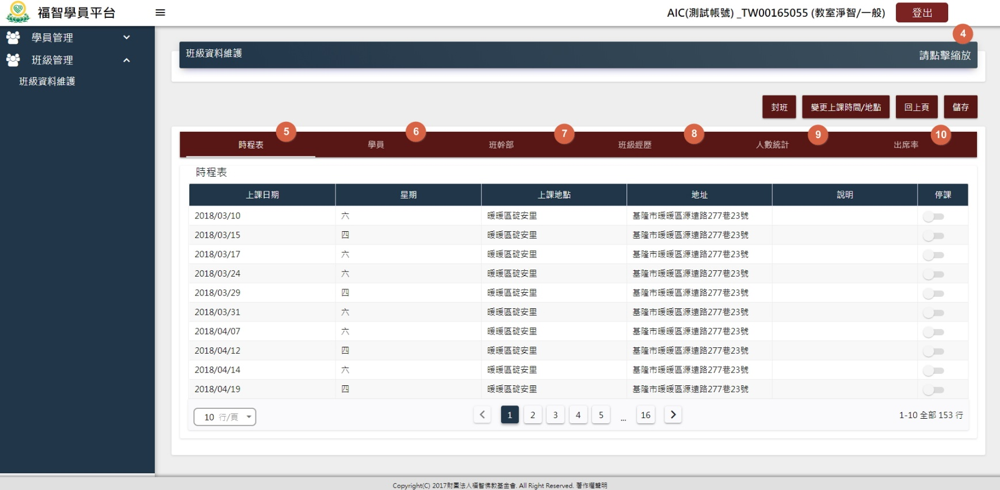 福智學員平台
AIC(測試帳號) _TW00165055 (教室淨智/一般)
登出
學員管理
班級管理
班級資料維護
4
班級資料維護
請點擊縮放
封班 變更上課時間/地點 回上頁 儲存
5 6 7 8 9 10
時程表 學員 班幹部 班級經歷 人數統計 出席率
時程表
上課日期 星期 上課地點 地址 說明 停課
2018/03/10 六 暖暖區碇安里 基隆市暖暖區源遠路277巷23號
2018/03/15 四 暖暖區碇安里 基隆市暖暖區源遠路277巷23號
2018/03/17 六 暖暖區碇安里 基隆市暖暖區源遠路277巷23號
2018/03/24 六 暖暖區碇安里 基隆市暖暖區源遠路277巷23號
2018/03/29 四 暖暖區碇安里 基隆市暖暖區源遠路277巷23號
2018/03/31 六 暖暖區碇安里 基隆市暖暖區源遠路277巷23號
2018/04/07 六 暖暖區碇安里 基隆市暖暖區源遠路277巷23號
2018/04/12 四 暖暖區碇安里 基隆市暖暖區源遠路277巷23號
2018/04/14 六 暖暖區碇安里 基隆市暖暖區源遠路277巷23號
2018/04/19 四 暖暖區碇安里 基隆市暖暖區源遠路277巷23號
10 行/頁 1 2 3 4 5 ... 16 1-10 全部 153 行
Copyright(C) 2017財團法人福智佛教基金會. All Right Reserved. 著作權聲明